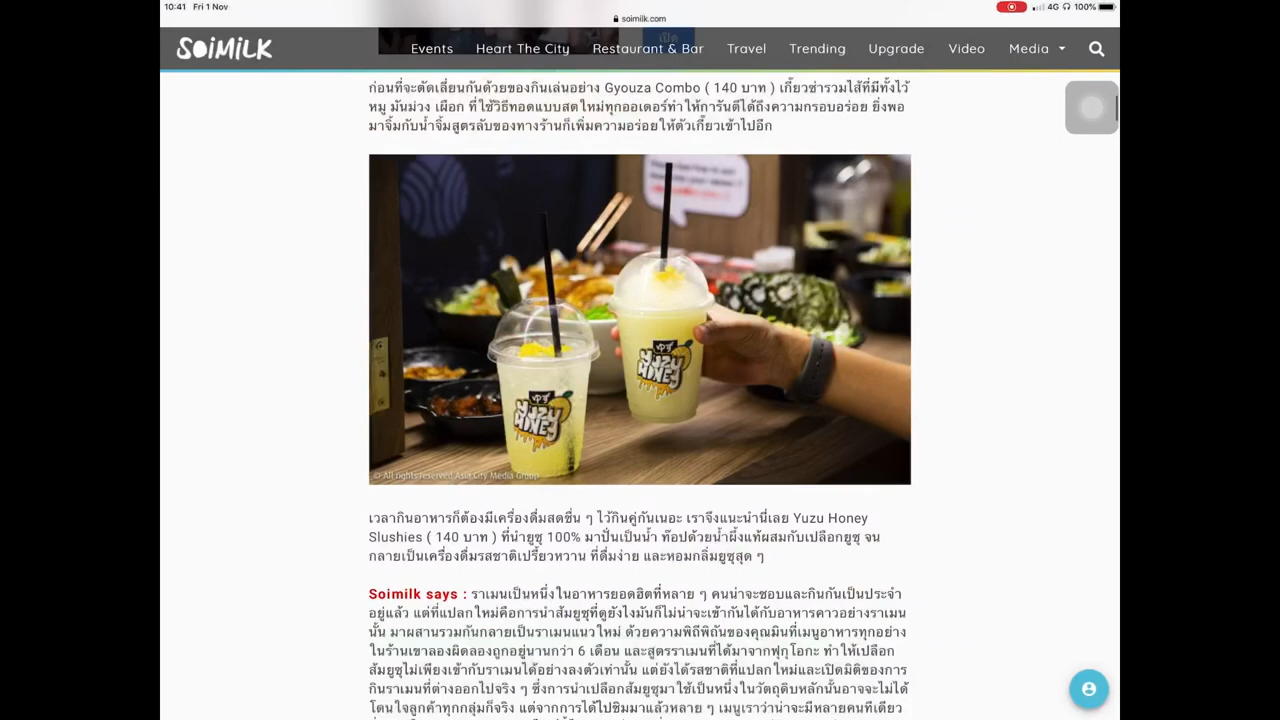 10:41 Fri 1 Nov
4G 100%
soimilk.com
SOiMiLK
เปิด
Events Heart The City Restaurant & Bar Travel Trending Upgrade Video Media
ก่อนที่จะตัดเลี่ยนกันด้วยของกินเล่นอย่าง Gyouza Combo ( 140 บาท ) เกี๊ยวซ่ารวมไส้ที่มีทั้งไว้
หมู มันม่วง เผือก ที่ใช้วิธีทอดแบบสดใหม่ทุกออเดอร์ทำให้การันตีได้ถึงความกรอบอร่อย ยิ่งพอ
มาจิ้มกับน้ำจิ้มสูตรลับของทางร้านก็เพิ่มความอร่อยให้ตัวเกี๊ยวเข้าไปอีก
ゆず
YUZU
HONEY
ゆず
YUZU
HONEY
© All rights reserved Asia City Media Group
เวลากินอาหารก็ต้องมีเครื่องดื่มสดชื่น ๆ ไว้กินคู่กันเนอะ เราจึงแนะนำนี่เลย Yuzu Honey
Slushies ( 140 บาท ) ที่นำยูซุ 100% มาปั่นเป็นน้ำ ท๊อปด้วยน้ำผึ้งแท้ผสมกับเปลือกยูซุ จน
กลายเป็นเครื่องดื่มรสชาติเปรี้ยวหวาน ที่ดื่มง่าย และหอมกลิ่มยูซุสุด ๆ
Soimilk says : ราเมนเป็นหนึ่งในอาหารยอดฮิตที่หลาย ๆ คนน่าจะชอบและกินกันเป็นประจำ
อยู่แล้ว แต่ที่แปลกใหม่คือการนำส้มยูซุที่ดูยังไงมันก็ไม่น่าจะเข้ากันได้กับอาหารคาวอย่างราเมน
นั้น มาผสานรวมกันกลายเป็นราเมนแนวใหม่ ด้วยความพิถีพิถันของคุณมินที่เมนูอาหารทุกอย่าง
ในร้านเขาลองผิดลองถูกอยู่นานกว่า 6 เดือน และสูตรราเมนที่ได้มาจากฟุกุโอกะ ทำให้เปลือก
ส้มยูซุไม่เพียงเข้ากับราเมนได้อย่างลงตัวเท่านั้น แต่ยังได้รสชาติที่แปลกใหม่และเปิดมิติของการ
กินราเมนที่ต่างออกไปจริง ๆ ซึ่งการนำเปลือกส้มยูซุมาใช้เป็นหนึ่งในวัตถุดิบหลักนั้นอาจจะไม่ได้
โดนใจลูกค้าทุกกลุ่มก็จริง แต่จากการได้ไปชิมมาแล้วหลาย ๆ เมนูเราว่าน่าจะมีหลายคนทีเดียว